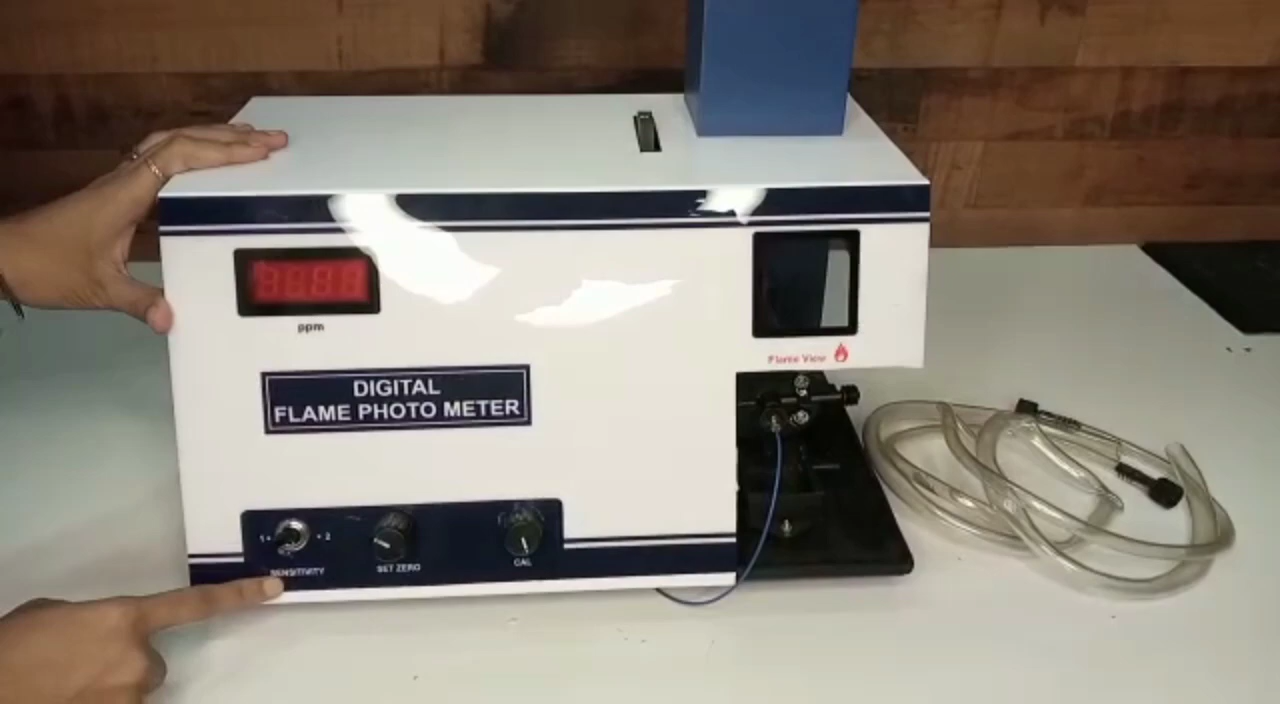 ppm
Flame View
DIGITAL
FLAME PHOTO METER
1 2
SENSITIVITY
SET ZERO
CAL